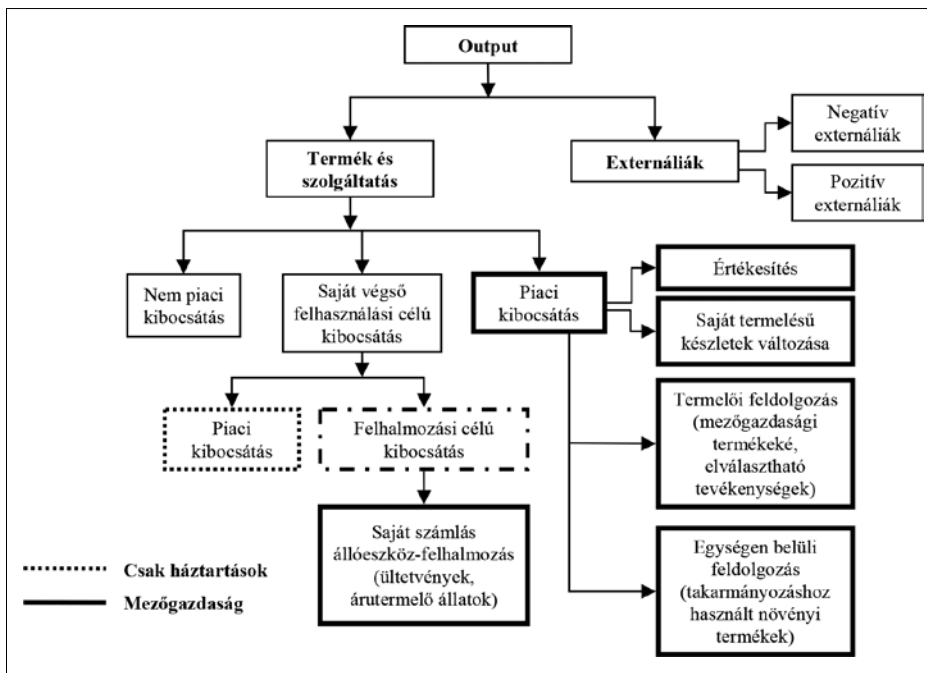 Output
Termék és
szolgáltatás
Externáliák
Negatív
externáliák
Pozitív
externáliák
Nem piaci
kibocsátás
Saját végső
felhasználási célú
kibocsátás
Piaci
kibocsátás
Értékesítés
Saját termelésű
készletek változása
Termelői feldolgozás
(mezőgazdasági
termékeké,
elválasztható
tevékenységek)
Egységen belüli
feldolgozás
(takarmányozáshoz
használt növényi
termékek)
Piaci
kibocsátás
Felhalmozási célú
kibocsátás
Saját számlás
állóeszköz-felhalmozás
(ültetvények,
árutermelő állatok)
Csak háztartások
Mezőgazdaság